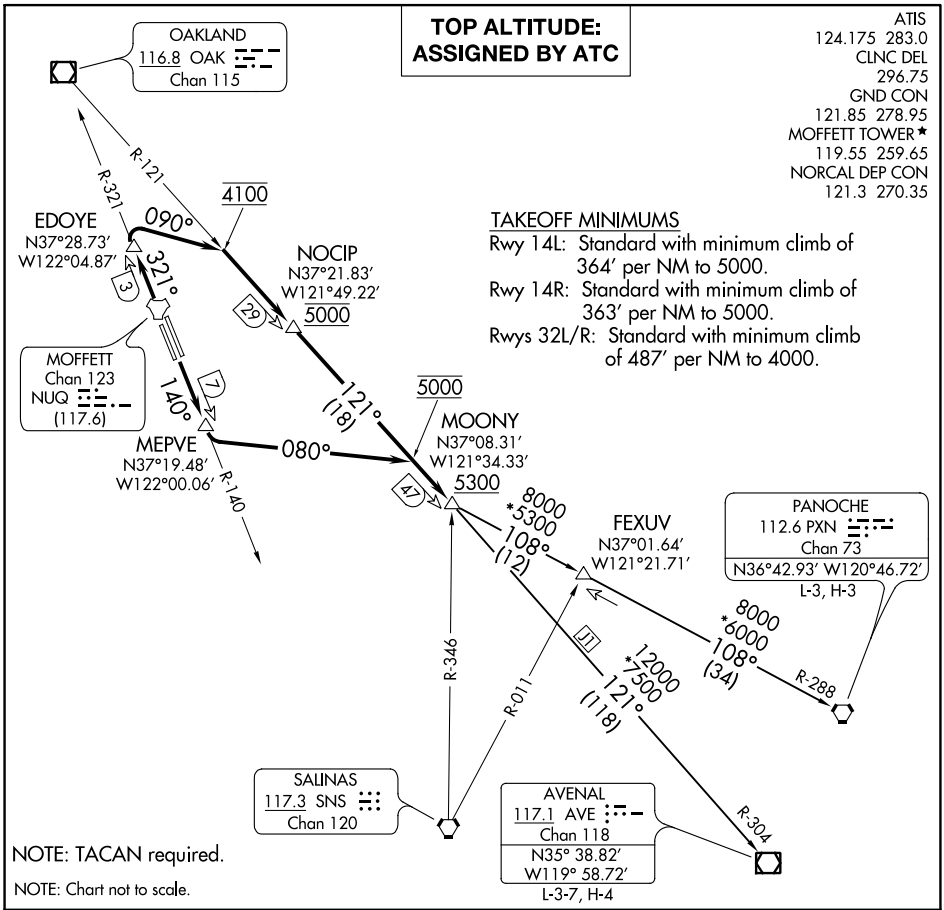 TOP ALTITUDE:
ASSIGNED BY ATC
ATIS
124.175 283.0
CLNC DEL
296.75
GND CON
121.85 278.95
MOFFETT TOWER★
119.55 259.65
NORCAL DEP CON
121.3 270.35
OAKLAND
116.8 OAK
Chan 115
R-121
R-321
4100
EDOYE
N37°28.73'
W122°04.87'
090°
321°
3
NOCIP
N37°21.83'
W121°49.22'
5000
29
TAKEOFF MINIMUMS
Rwy 14L: Standard with minimum climb of
364' per NM to 5000.
Rwy 14R: Standard with minimum climb of
363' per NM to 5000.
Rwys 32L/R: Standard with minimum climb
of 487' per NM to 4000.
MOFFETT
Chan 123
NUQ
(117.6)
140°
7
121°
(18)
5000
MEPVE
N37°19.48'
W122°00.06'
R-140
080°
MOONY
N37°08.31'
W121°34.33'
5300
47
8000
*5300
108°
(12)
FEXUV
N37°01.64'
W121°21.71'
PANOCHE
112.6 PXN
Chan 73
N36°42.93' W120°46.72'
L-3, H-3
8000
*6000
108°
(34)
R-288
J1
12000
*7500
121°
(118)
R-346
R-011
R-304
SALINAS
117.3 SNS
Chan 120
AVENAL
117.1 AVE
Chan 118
N35° 38.82'
W119° 58.72'
L-3-7, H-4
NOTE: TACAN required.
NOTE: Chart not to scale.